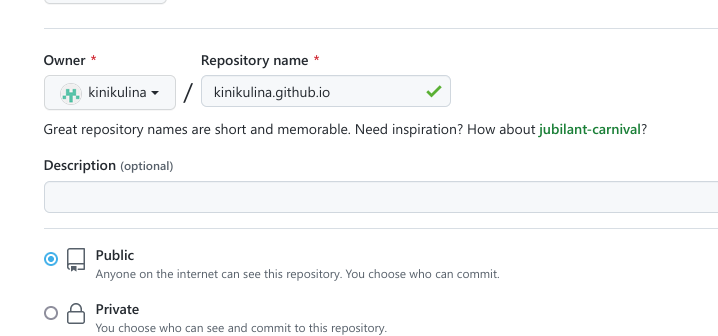 Owner * Repository name *
kinikulina / kinikulina.github.io
Great repository names are short and memorable. Need inspiration? How about jubilant-carnival?
Description (optional)
Public
Anyone on the internet can see this repository. You choose who can commit.
Private
You choose who can see and commit to this repository.